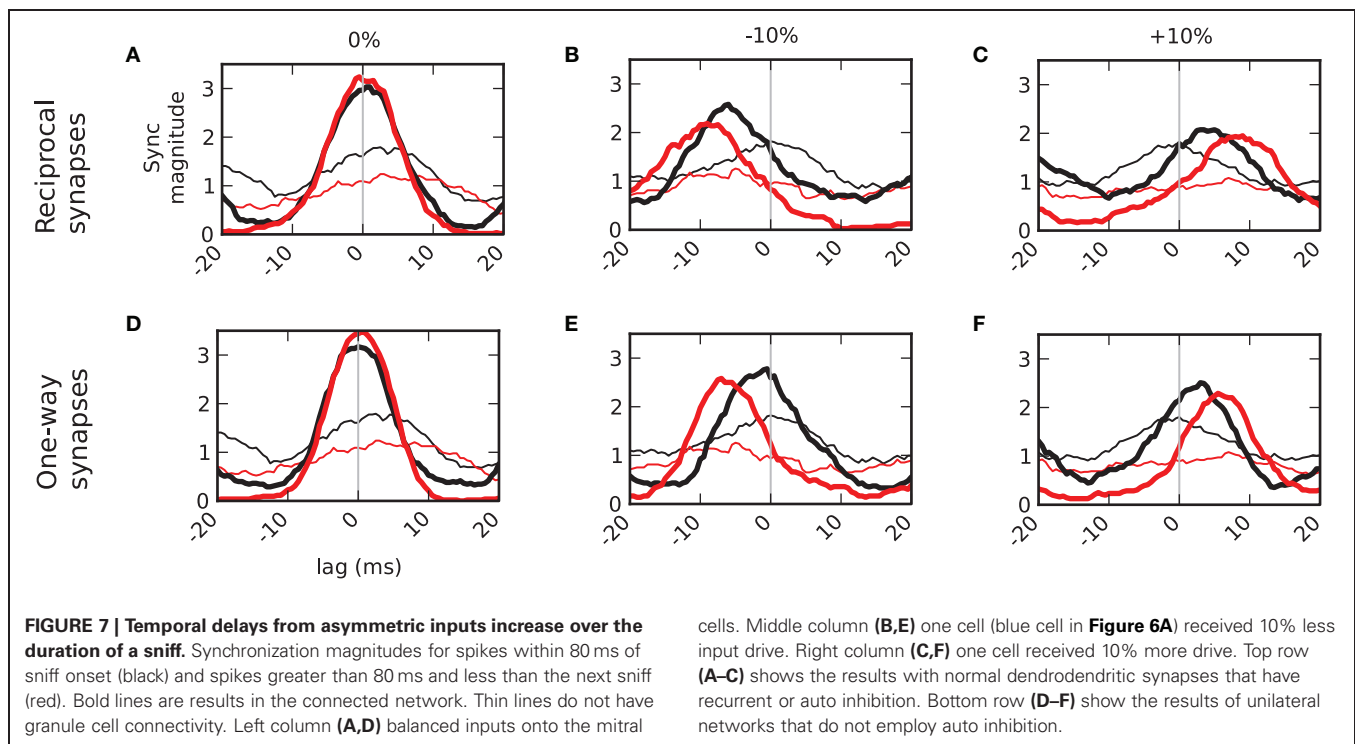 0%
-10%
+10%
A
B
C
Reciprocal
synapses
Sync
magnitude
3
2
1
0
-20
-10
0
10
20
3
2
1
0
-20
-10
0
10
20
3
2
1
0
-20
-10
0
10
20
D
E
F
One-way
synapses
3
2
1
0
-20
-10
0
10
20
3
2
1
0
-20
-10
0
10
20
3
2
1
0
-20
-10
0
10
20
lag (ms)
FIGURE 7 | Temporal delays from asymmetric inputs increase over the
duration of a sniff. Synchronization magnitudes for spikes within 80 ms of
sniff onset (black) and spikes greater than 80 ms and less than the next sniff
(red). Bold lines are results in the connected network. Thin lines do not have
granule cell connectivity. Left column (A,D) balanced inputs onto the mitral
cells. Middle column (B,E) one cell (blue cell in Figure 6A) received 10% less
input drive. Right column (C,F) one cell received 10% more drive. Top row
(A–C) shows the results with normal dendrodendritic synapses that have
recurrent or auto inhibition. Bottom row (D–F) show the results of unilateral
networks that do not employ auto inhibition.